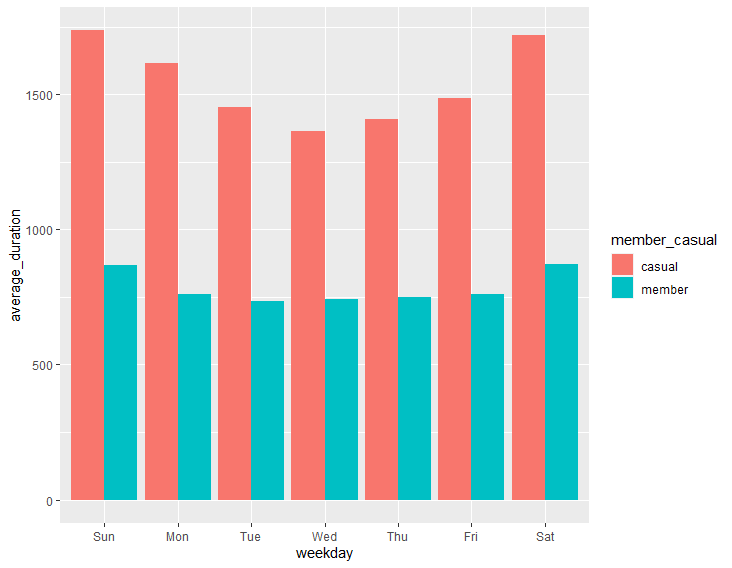 1500
1000
500
0
average_duration
Sun Mon Tue Wed Thu Fri Sat
weekday
member_casual
casual
member